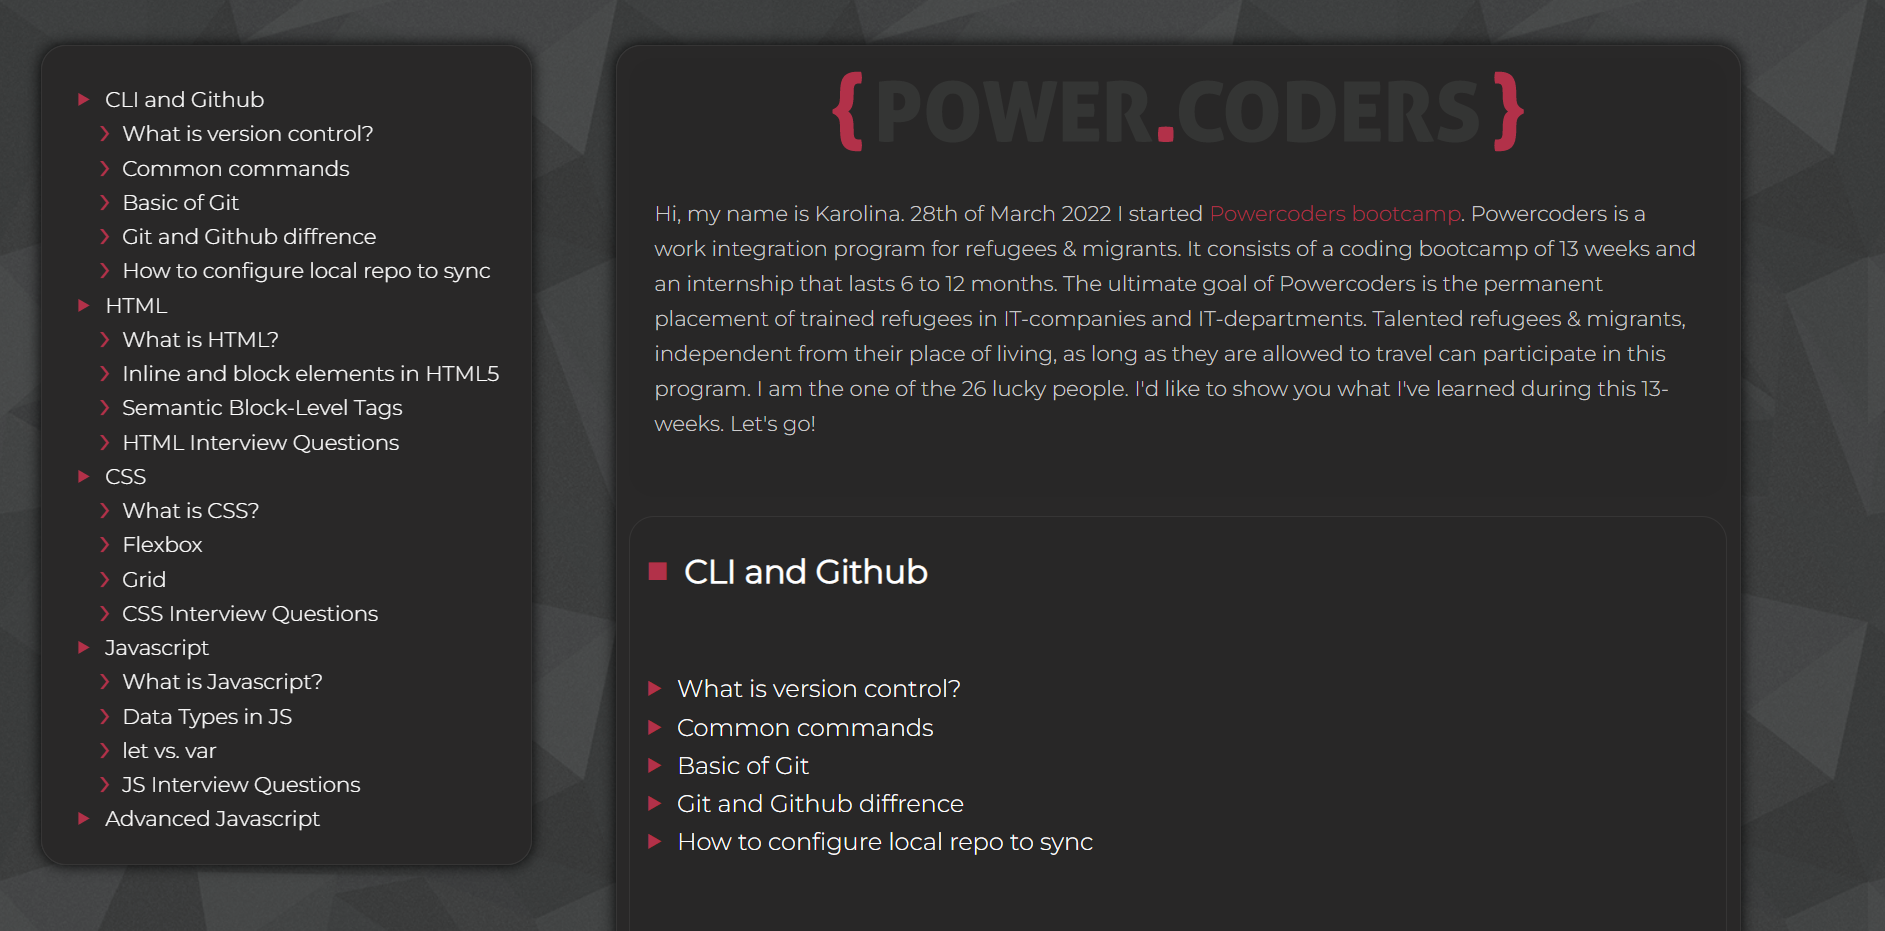 CLI and Github
What is version control?
Common commands
Basic of Git
Git and Github diffrence
How to configure local repo to sync
HTML
What is HTML?
Inline and block elements in HTML5
Semantic Block-Level Tags
HTML Interview Questions
CSS
What is CSS?
Flexbox
Grid
CSS Interview Questions
Javascript
What is Javascript?
Data Types in JS
let vs. var
JS Interview Questions
Advanced Javascript
{POWER.CODERS}
Hi, my name is Karolina. 28th of March 2022 I started Powercoders bootcamp. Powercoders is a
work integration program for refugees & migrants. It consists of a coding bootcamp of 13 weeks and
an internship that lasts 6 to 12 months. The ultimate goal of Powercoders is the permanent
placement of trained refugees in IT-companies and IT-departments. Talented refugees & migrants,
independent from their place of living, as long as they are allowed to travel can participate in this
program. I am the one of the 26 lucky people. I'd like to show you what I've learned during this 13-
weeks. Let's go!
CLI and Github
What is version control?
Common commands
Basic of Git
Git and Github diffrence
How to configure local repo to sync